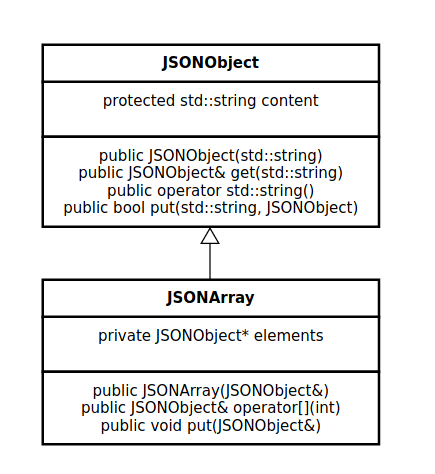 JSONObject
protected std::string content
public JSONObject(std::string)
public JSONObject& get(std::string)
public operator std::string()
public bool put(std::string, JSONObject)
JSONArray
private JSONObject* elements
public JSONArray(JSONObject&)
public JSONObject& operator[](int)
public void put(JSONObject&)